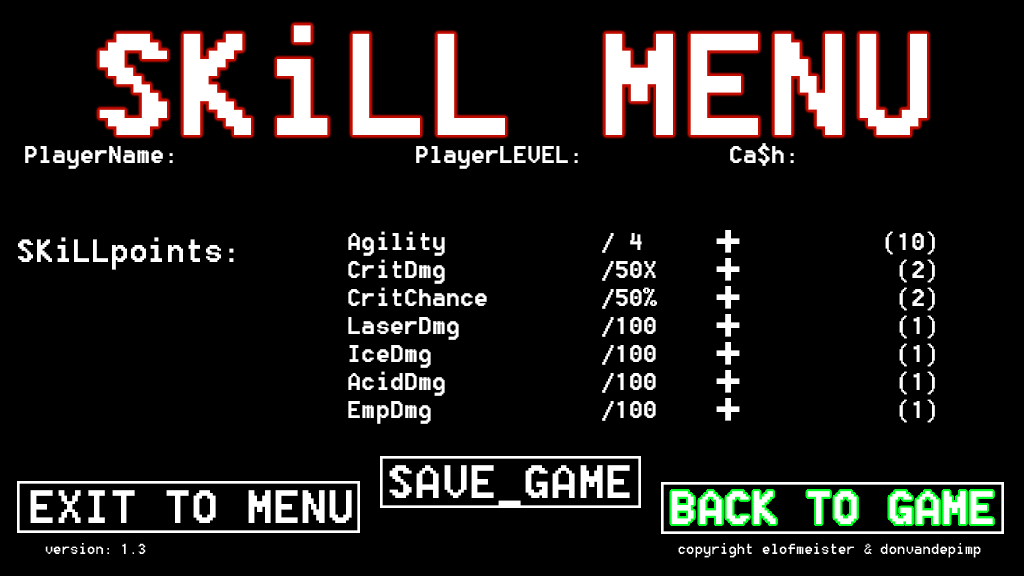 SKiLL MENU
PlayerName: PlayerLEVEL: Ca$h:
SKiLLpoints:
Agility / 4 + (10)
CritDmg /50X + (2)
CritChance /50% + (2)
LaserDmg /100 + (1)
IceDmg /100 + (1)
AcidDmg /100 + (1)
EmpDmg /100 + (1)
SAVE_GAME
EXIT TO MENU
BACK TO GAME
version: 1.3
copyright elofmeister & donvandepimp